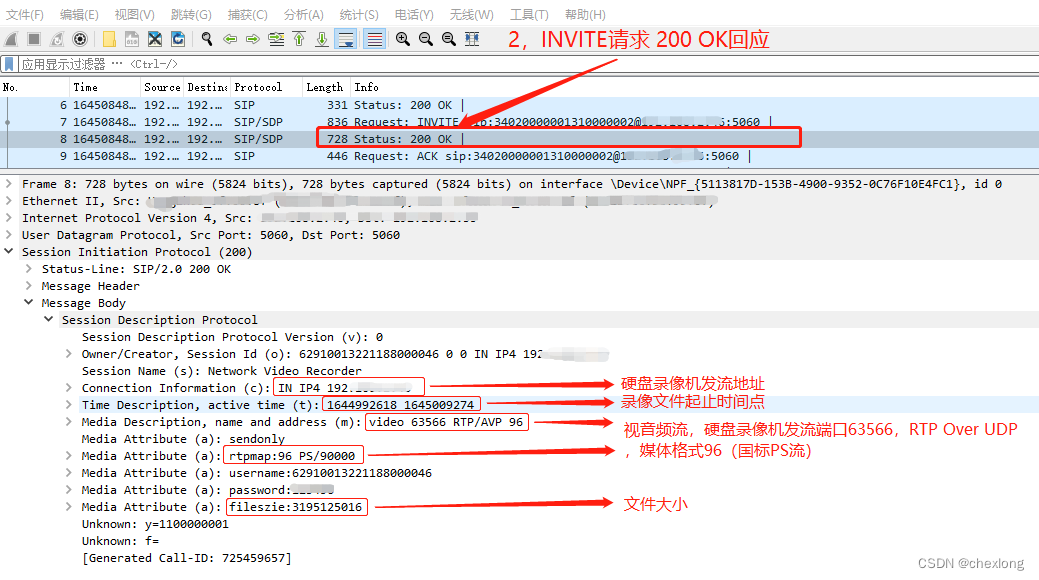 文件(F) 编辑(E) 视图(V) 跳转(G) 捕获(C) 分析(A) 统计(S) 电话(Y) 无线(W) 工具(T) 帮助(H)
2，INVITE请求 200 OK回应
应用显示过滤器 … <Ctrl-/>
No. Time Source Destina Protocol Length Info
6 16450848… 192.… 192.… SIP 331 Status: 200 OK |
7 16450848… 192.… 192.… SIP/SDP 836 Request: INVITE sip:34020000001310000002@ :5060 |
8 16450848… 192.… 192.… SIP/SDP 728 Status: 200 OK |
9 16450848… 192.… 192.… SIP 446 Request: ACK sip:34020000001310000002@ :5060 |
Frame 8: 728 bytes on wire (5824 bits), 728 bytes captured (5824 bits) on interface \Device\NPF_{5113817D-153B-4900-9352-0C76F10E4FC1}, id 0
Ethernet II, Src:
Internet Protocol Version 4, Src:
User Datagram Protocol, Src Port: 5060, Dst Port: 5060
Session Initiation Protocol (200)
Status-Line: SIP/2.0 200 OK
Message Header
Message Body
Session Description Protocol
Session Description Protocol Version (v): 0
Owner/Creator, Session Id (o): 62910013221188000046 0 0 IN IP4 192
Session Name (s): Network Video Recorder
Connection Information (c): IN IP4 192. 硬盘录像机发流地址
Time Description, active time (t): 1644992618 1645009274 录像文件起止时间点
Media Description, name and address (m): video 63566 RTP/AVP 96 视音频流，硬盘录像机发流端口63566，RTP Over UDP
Media Attribute (a): sendonly
Media Attribute (a): rtpmap:96 PS/90000 ，媒体格式96（国标PS流）
Media Attribute (a): username:62910013221188000046
Media Attribute (a): password:
Media Attribute (a): fileszie:3195125016 文件大小
Unknown: y=1100000001
Unknown: f=
[Generated Call-ID: 725459657]
CSDN @chexlong